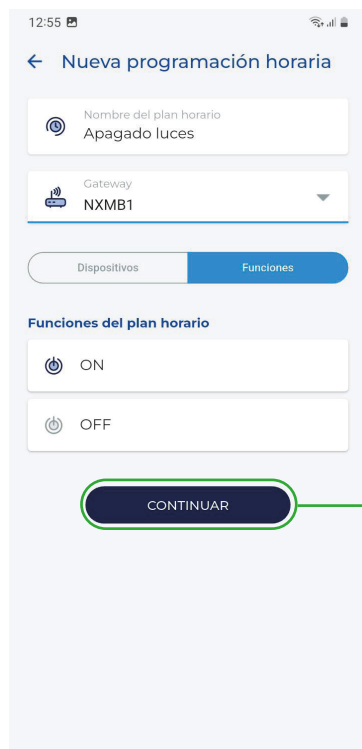 12:55
Nueva programación horaria
Nombre del plan horario
Apagado luces
Gateway
NXMB1
Dispositivos Funciones
Funciones del plan horario
ON
OFF
CONTINUAR